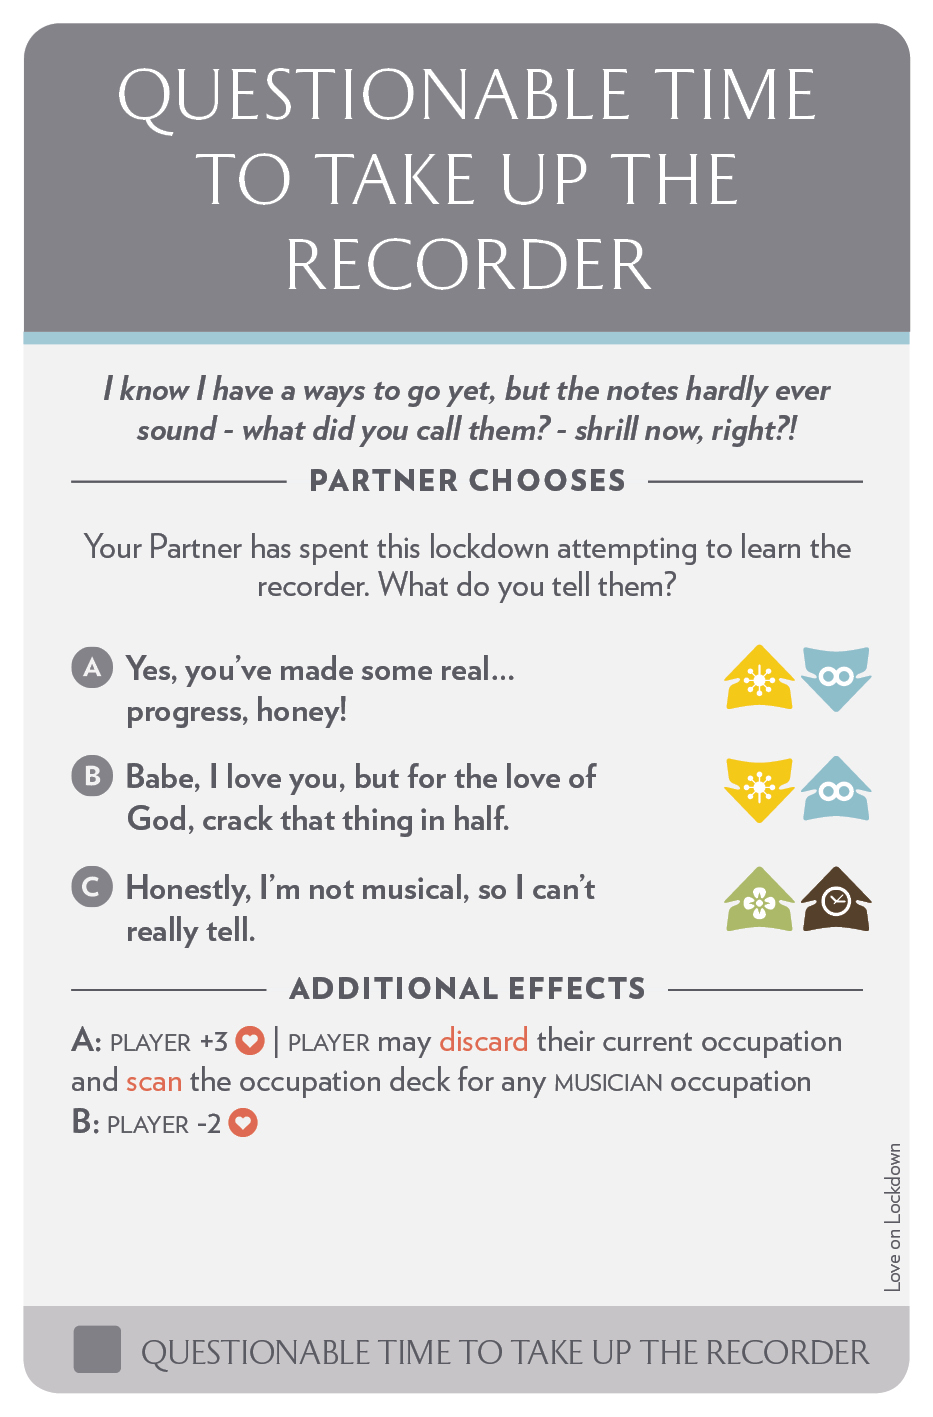 QUESTIONABLE TIME
TO TAKE UP THE
RECORDER
I know I have a ways to go yet, but the notes hardly ever
sound - what did you call them? - shrill now, right?!
PARTNER CHOOSES
Your Partner has spent this lockdown attempting to learn the
recorder. What do you tell them?
A Yes, you've made some real...
progress, honey!
B Babe, I love you, but for the love of
God, crack that thing in half.
C Honestly, I'm not musical, so I can't
really tell.
ADDITIONAL EFFECTS
A: PLAYER +3 | PLAYER may discard their current occupation
and scan the occupation deck for any MUSICIAN occupation
B: PLAYER -2
Love on Lockdown
QUESTIONABLE TIME TO TAKE UP THE RECORDER